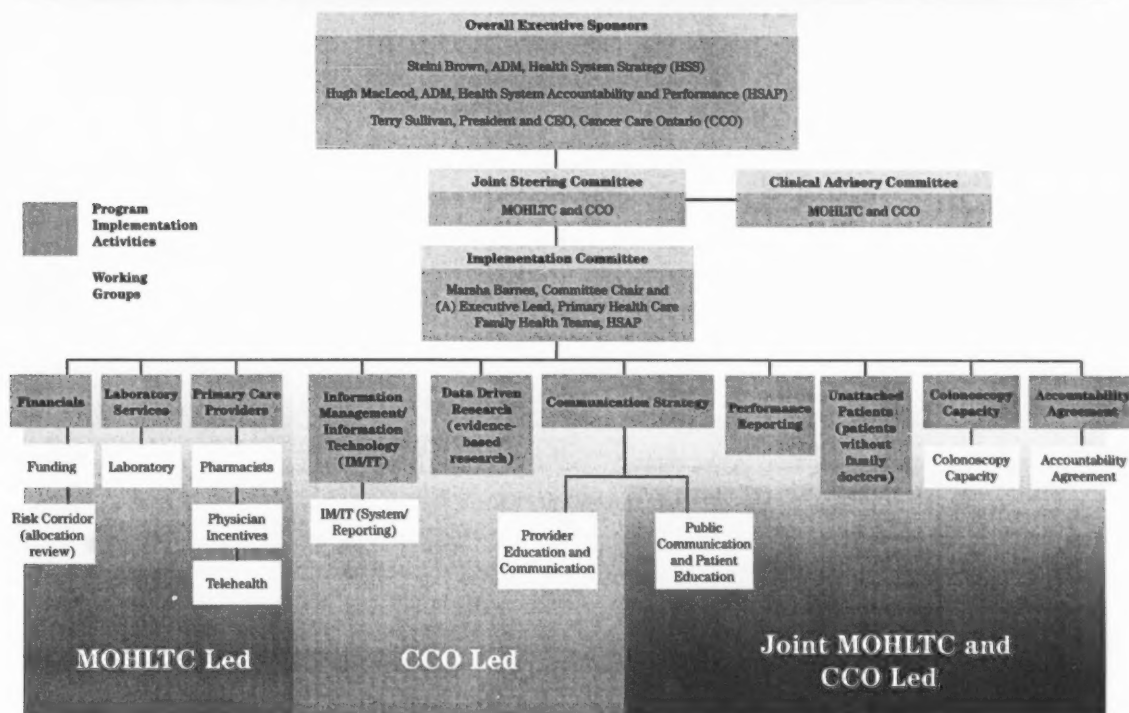 Overall Executive Sponsors
Steini Brown, ADM, Health System Strategy (HSS)
Hugh MacLeod, ADM, Health System Accountability and Performance (HSAP)
Terry Sullivan, President and CEO, Cancer Care Ontario (CCO)
Joint Steering Committee
MOHLTC and CCO
Clinical Advisory Committee
MOHLTC and CCO
Program
Implementation
Activities
Working
Groups
Implementation Committee
Marsha Barnes, Committee Chair and
(A) Executive Lead, Primary Health Care
Family Health Teams, HSAP
Financials
Laboratory
Services
Primary Care
Providers
Information
Management/
Information
Technology
(IM/IT)
Data Driven
Research
(evidence-
based
research)
Communication Strategy
Performance
Reporting
Unattached
Patients
(patients
without
family
doctors)
Colonoscopy
Capacity
Accountability
Agreement
Funding
Risk Corridor
(allocation
review)
Laboratory
Pharmacists
Physician
Incentives
Telehealth
IM/IT (System/
Reporting)
Provider
Education and
Communication
Public
Communication
and Patient
Education
Colonoscopy
Capacity
Accountability
Agreement
MOHLTC Led
CCO Led
Joint MOHLTC and
CCO Led